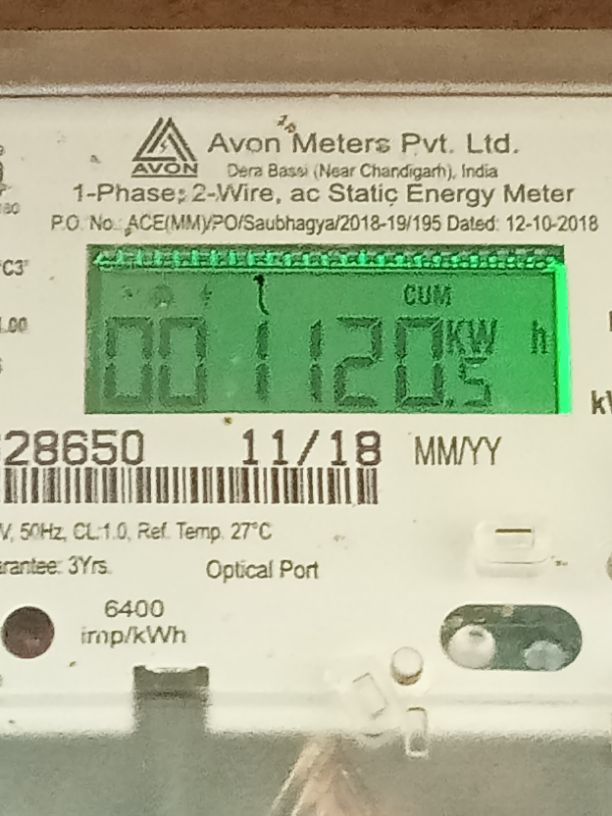 Avon Meters Pvt. Ltd.
AVON
Dera Bassi (Near Chandigarh), India
1-Phase, 2-Wire, ac Static Energy Meter
P.O. No.: ACE(MM)/PO/Saubhagya/2018-19/195 Dated: 12-10-2018
CUM
001120.5 KW h
28650 11/18 MM/YY
V, 50Hz, CL:1.0, Ref. Temp. 27°C
arantee: 3Yrs. Optical Port
6400
imp/kWh